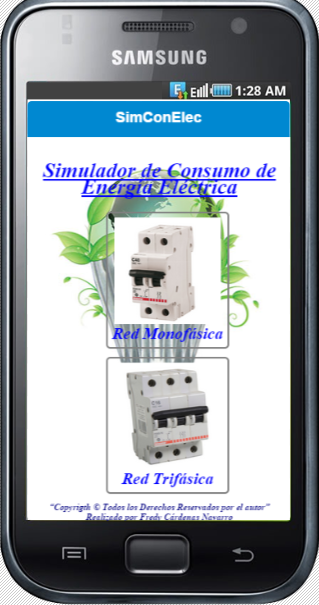 SAMSUNG
E 1:28 AM
SimConElec
Simulador de Consumo de
Energía Eléctrica
Red Monofásica
Red Trifásica
"Copyrigth © Todos los Derechos Reservados por el autor"
Realizado por Fredy Cárdenas Navarro